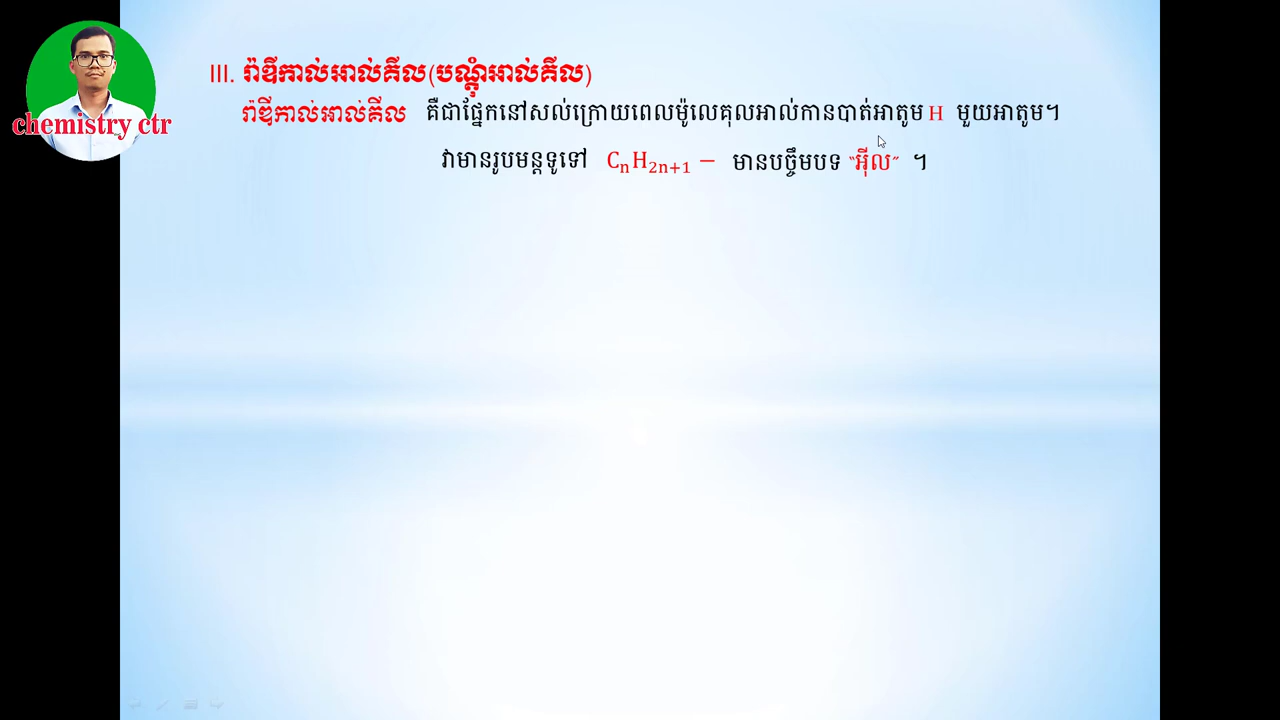 chemistry ctr
III. រ៉ាឌីកាល់អាល់គីល(បណ្តុំអាល់គីល)
រ៉ាឌីកាល់អាល់គីល គឺជាផ្នែកនៅសល់ក្រោយពេលម៉ូលេគុលអាល់កានបាត់អាតូម H មួយអាតូម។
វាមានរូបមន្តទូទៅ CₙH₂ₙ₊₁ − មានបច្ចឹមបទ “អ៊ីល” ។